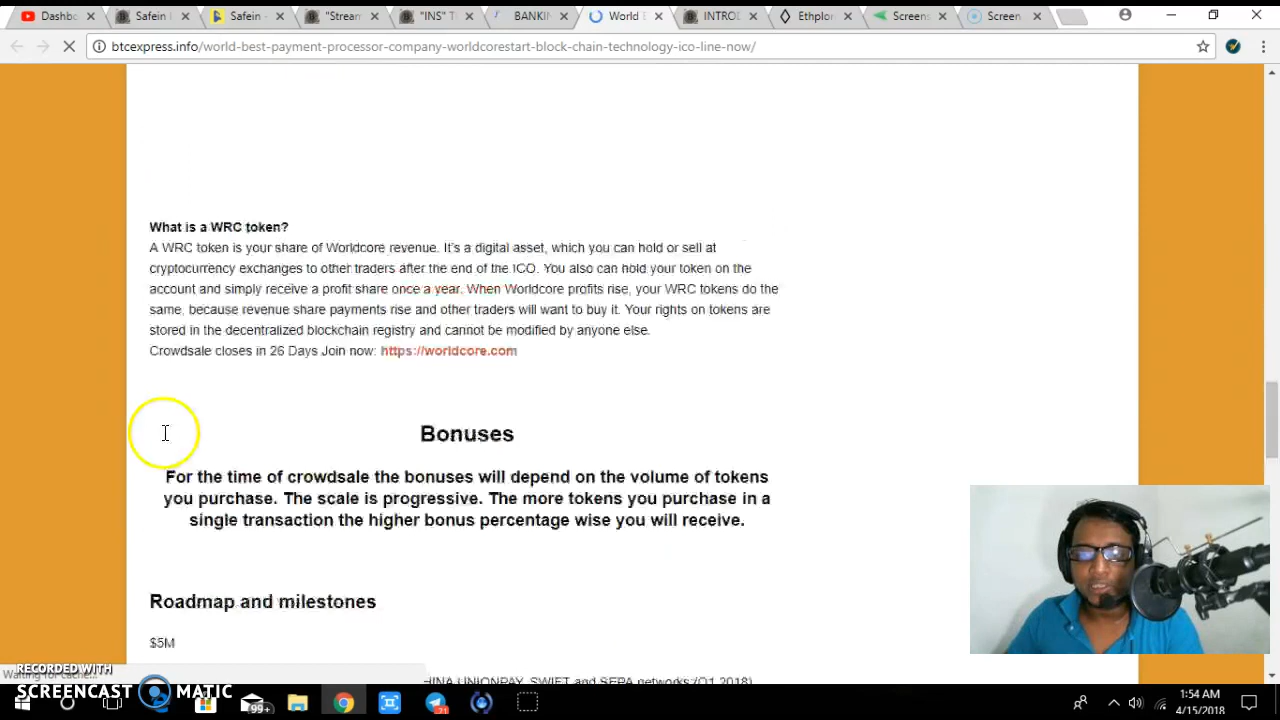 Dashbo
Safein I
Safein -
"Stream
"INS" T
BANKIN
World B
INTROD
Ethplor
Screens
Screen
btcexpress.info/world-best-payment-processor-company-worldcorestart-block-chain-technology-ico-line-now/
What is a WRC token?
A WRC token is your share of Worldcore revenue. It's a digital asset, which you can hold or sell at
cryptocurrency exchanges to other traders after the end of the ICO. You also can hold your token on the
account and simply receive a profit share once a year. When Worldcore profits rise, your WRC tokens do the
same, because revenue share payments rise and other traders will want to buy it. Your rights on tokens are
stored in the decentralized blockchain registry and cannot be modified by anyone else.
Crowdsale closes in 26 Days Join now: https://worldcore.com
Bonuses
For the time of crowdsale the bonuses will depend on the volume of tokens
you purchase. The scale is progressive. The more tokens you purchase in a
single transaction the higher bonus percentage wise you will receive.
Roadmap and milestones
$5M
Waiting for cache...
HINA UNIONPAY, SWIFT and SEPA networks (Q1 2018)
RECORDED WITH
SCREENCAST MATIC
99+
71
1:54 AM
4/15/2018